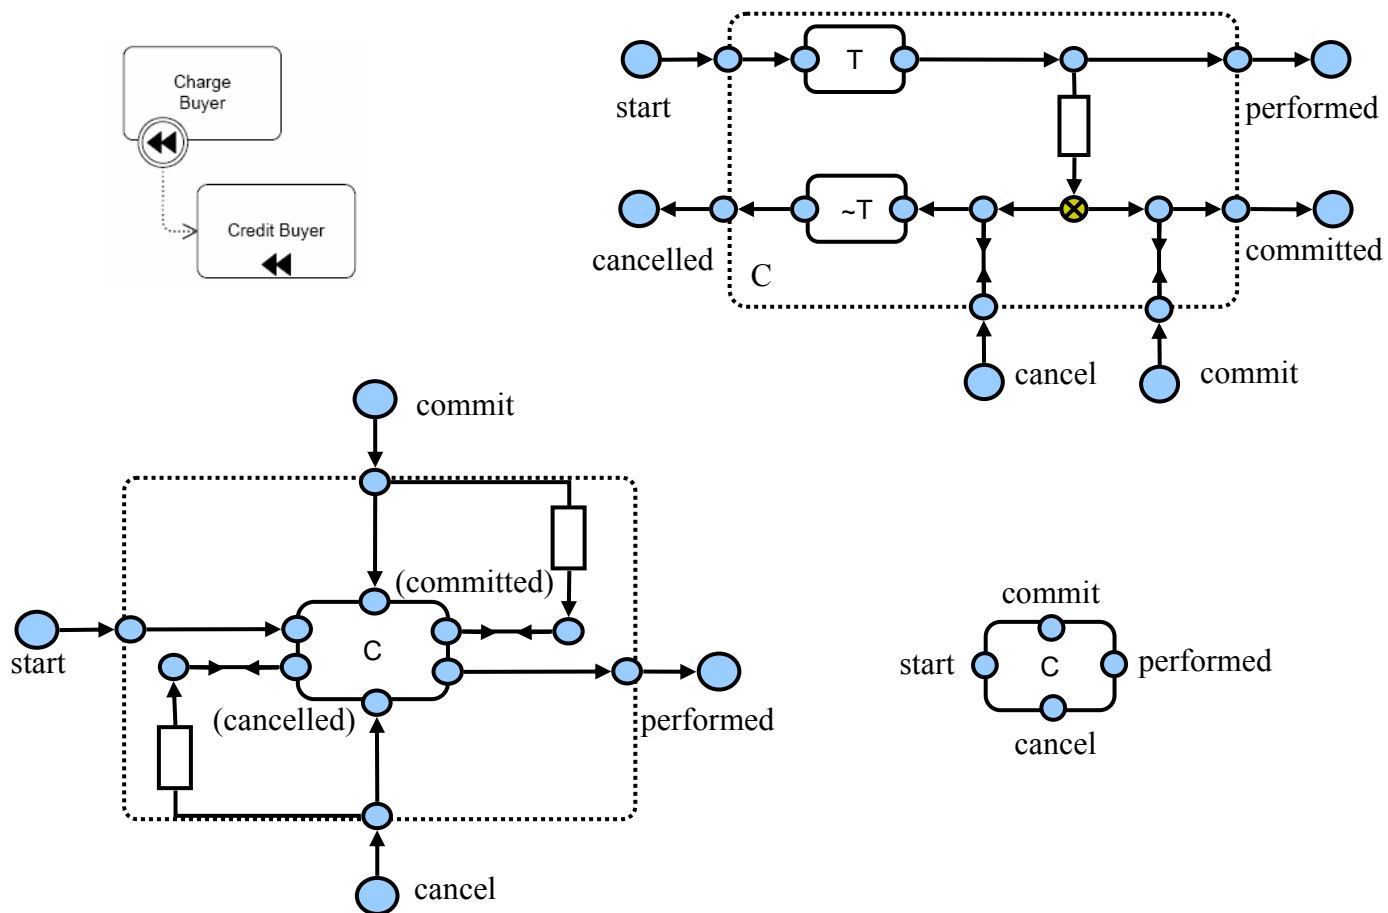 Charge
Buyer
Credit Buyer
T
start
performed
~T
cancelled
committed
C
cancel
commit
commit
(committed)
C
start
(cancelled)
performed
cancel
commit
start
C
performed
cancel